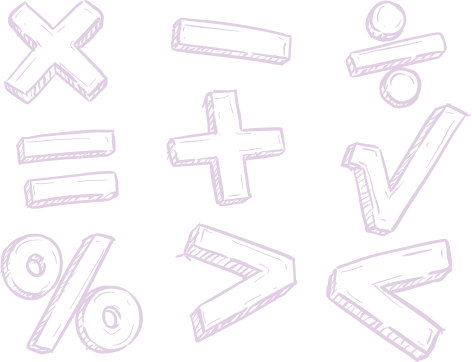 × − ÷
= + √
% > <